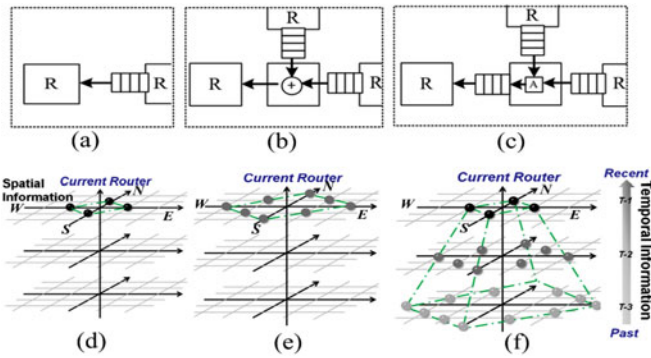 R
R
R
R
R
+
R
R
A
R
(a)
(b)
(c)
Spatial Information
Current Router
N
W
E
S
Current Router
N
W
E
S
Current Router
N
W
E
S
Recent
T-1
T-2
T-3
Past
Temporal Information
(d)
(e)
(f)